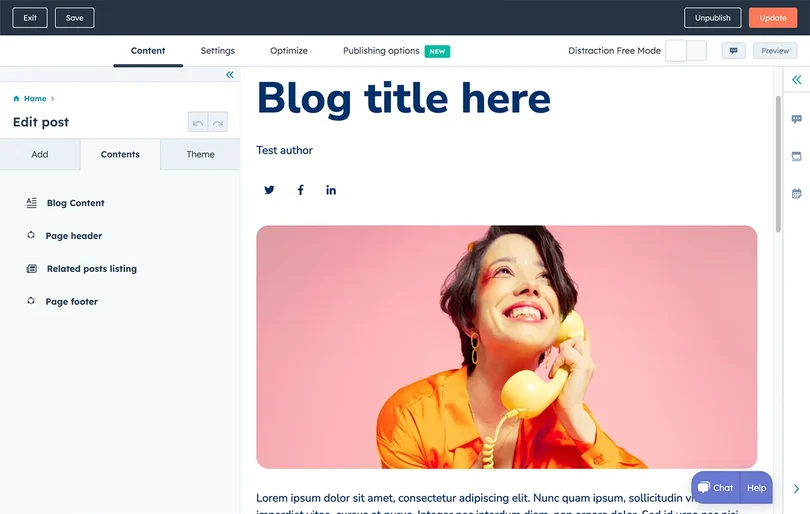 Exit
Save
Unpublish
Update
Content
Settings
Optimize
Publishing options NEW
Distraction Free Mode
Preview
Home
Edit post
Add
Contents
Theme
Blog Content
Page header
Related posts listing
Page footer
Blog title here
Test author
Lorem ipsum dolor sit amet, consectetur adipiscing elit. Nunc quam ipsum, sollicitudin
Chat
Help